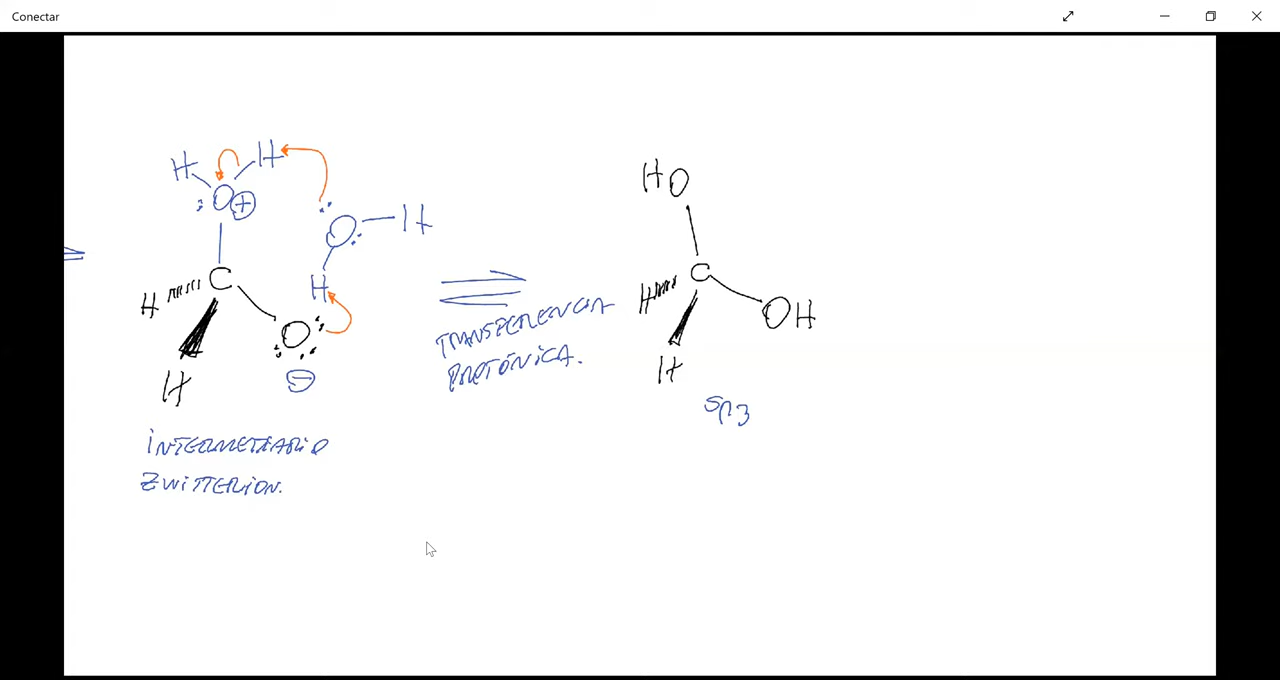 Conectar
H
H
O
+
O
H
H
C
H
H
O
−
INTERMEDIARIO
ZWITTERION.
TRANSFERENCIA
PROTÓNICA.
HO
C
H
OH
H
SP3